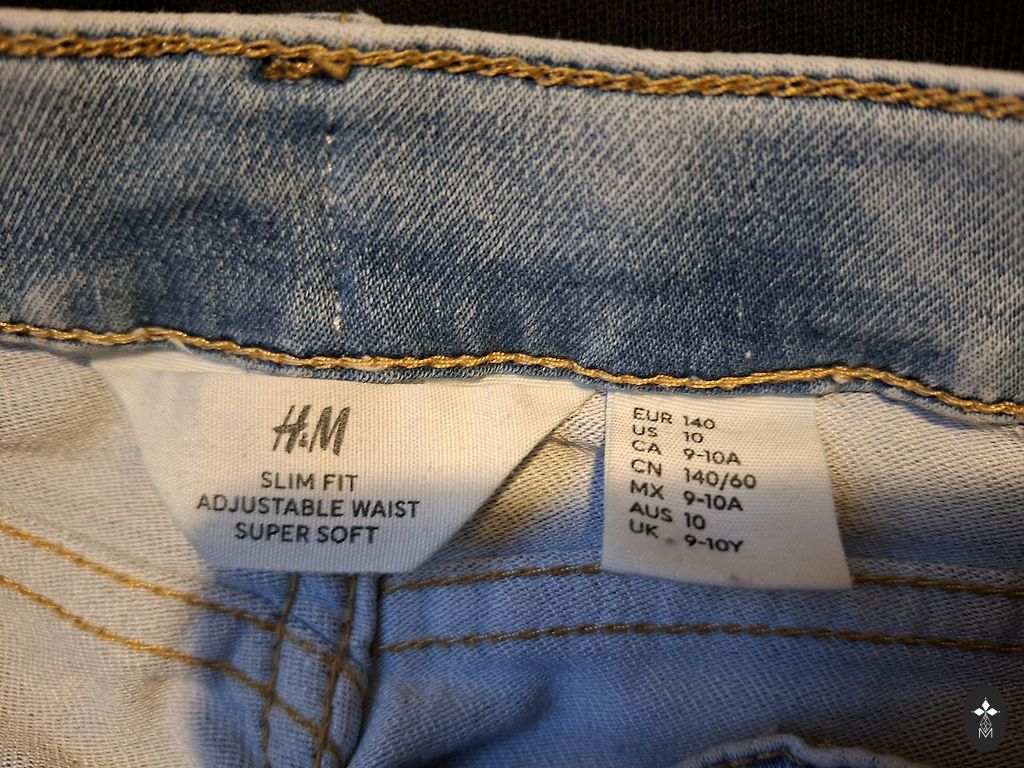 H&M
SLIM FIT
ADJUSTABLE WAIST
SUPER SOFT
EUR 140
US 10
CA 9-10A
CN 140/60
MX 9-10A
AUS 10
UK 9-10Y
M